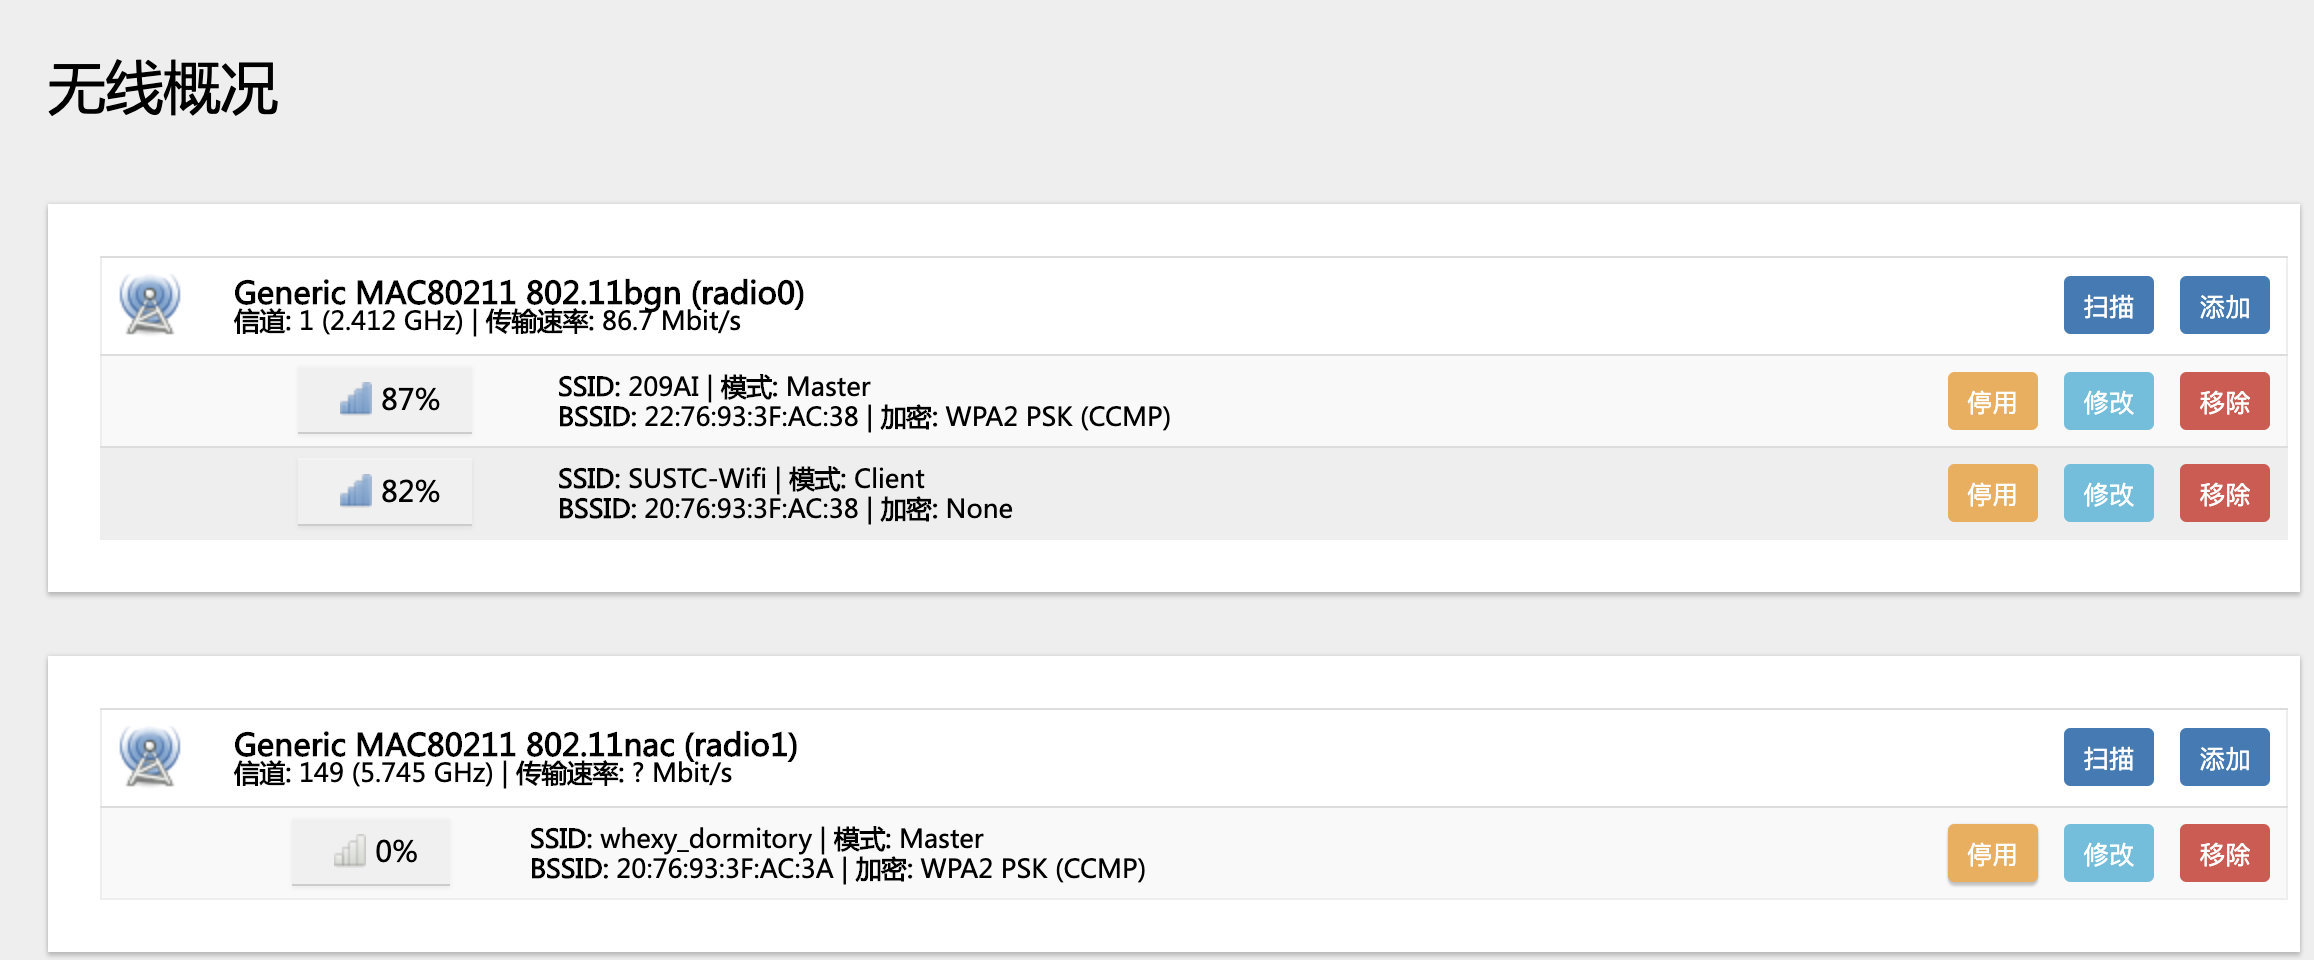 无线概况
Generic MAC80211 802.11bgn (radio0)
信道: 1 (2.412 GHz) | 传输速率: 86.7 Mbit/s
扫描 添加
87%
SSID: 209AI | 模式: Master
BSSID: 22:76:93:3F:AC:38 | 加密: WPA2 PSK (CCMP)
停用 修改 移除
82%
SSID: SUSTC-Wifi | 模式: Client
BSSID: 20:76:93:3F:AC:38 | 加密: None
停用 修改 移除
Generic MAC80211 802.11nac (radio1)
信道: 149 (5.745 GHz) | 传输速率: ? Mbit/s
扫描 添加
0%
SSID: whexy_dormitory | 模式: Master
BSSID: 20:76:93:3F:AC:3A | 加密: WPA2 PSK (CCMP)
停用 修改 移除